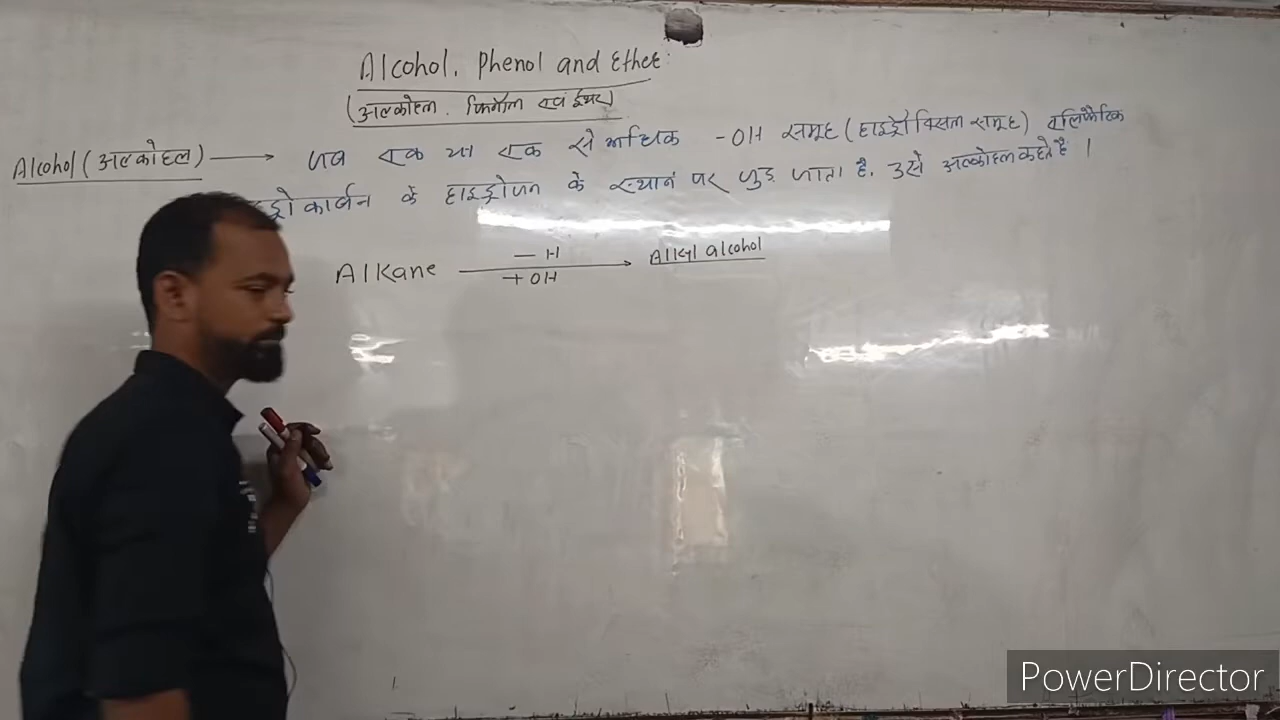 Alcohol, Phenol and Ether:
(अल्कोहल, फिनॉल एवं ईथर)
Alcohol (अल्कोहल) → जब एक या एक से अधिक -OH समूह (हाइड्रॉक्सिल समूह) एलिफैटिक
ड्रोकार्बन के हाइड्रोजन के स्थान पर जुड़ जाता है, उसे अल्कोहल कहते है ।
Alkane —H +OH → Alkyl alcohol
PowerDirector